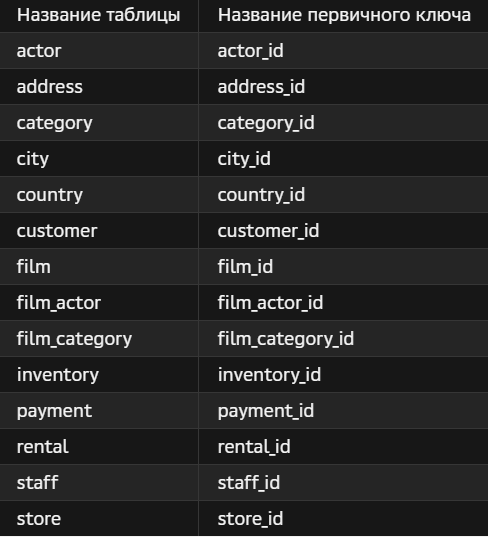 Название таблицы Название первичного ключа
actor actor_id
address address_id
category category_id
city city_id
country country_id
customer customer_id
film film_id
film_actor film_actor_id
film_category film_category_id
inventory inventory_id
payment payment_id
rental rental_id
staff staff_id
store store_id